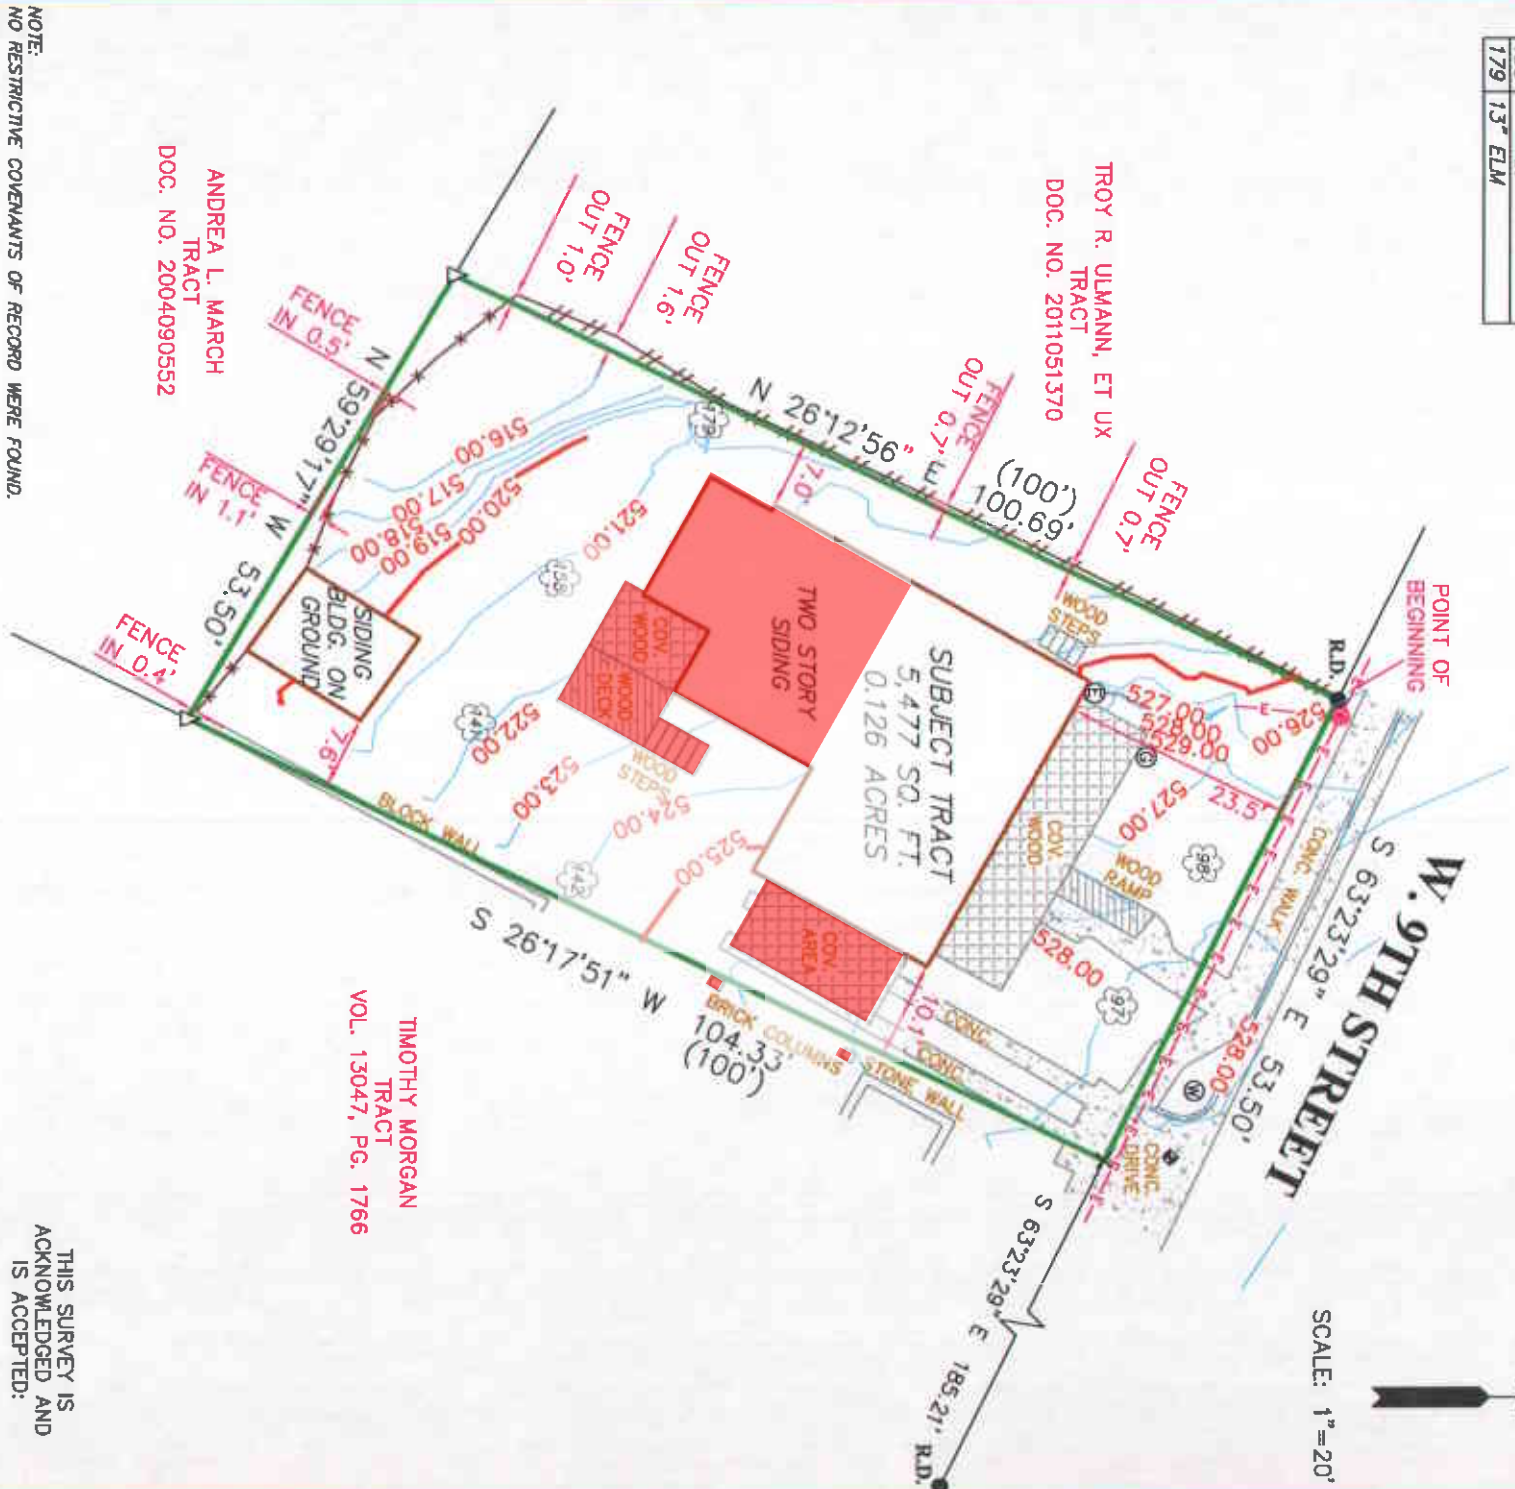 179 13" ELM
SCALE: 1"=20'
W. 9TH STREET
POINT OF
BEGINNING
R.D.
S 63°23'29" E 53.50'
S 63°23'29" E 185.21'
R.D.
CONC. WALK
CONC.
DRIVE
528.00
526.00
527.00
528.00
529.00
23.5'
527.00
528.00
98
97
W
E
G
TROY R. ULMANN, ET UX
TRACT
DOC. NO. 2011051370
FENCE
OUT 0.7'
FENCE
OUT 0.7'
FENCE
OUT 1.6'
FENCE
OUT 1.0'
N 26°12'56" E
(100')
100.69'
7.0'
WOOD
STEPS
COV.
WOOD
WOOD
RAMP
SUBJECT TRACT
5,477 SQ. FT.
0.126 ACRES
TWO STORY
SIDING
COV.
WOOD
WOOD
DECK
WOOD
STEPS
COV.
AREA
10.1'
CONC.
CONC.
STONE WALL
BRICK COLUMNS
BLOCK WALL
S 26°17'51" W
104.33'
(100')
525.00
524.00
523.00
522.00
521.00
520.00
519.00
518.00
517.00
516.00
179
158
141
142
SIDING
BLDG. ON
GROUND
7.6'
ANDREA L. MARCH
TRACT
DOC. NO. 2004090552
FENCE
IN 0.5'
FENCE
IN 1.1'
FENCE
IN 0.4'
N 59°29'17" W 53.50'
TIMOTHY MORGAN
TRACT
VOL. 13047, PG. 1766
NOTE:
NO RESTRICTIVE COVENANTS OF RECORD WERE FOUND.
THIS SURVEY IS
ACKNOWLEDGED AND
IS ACCEPTED: